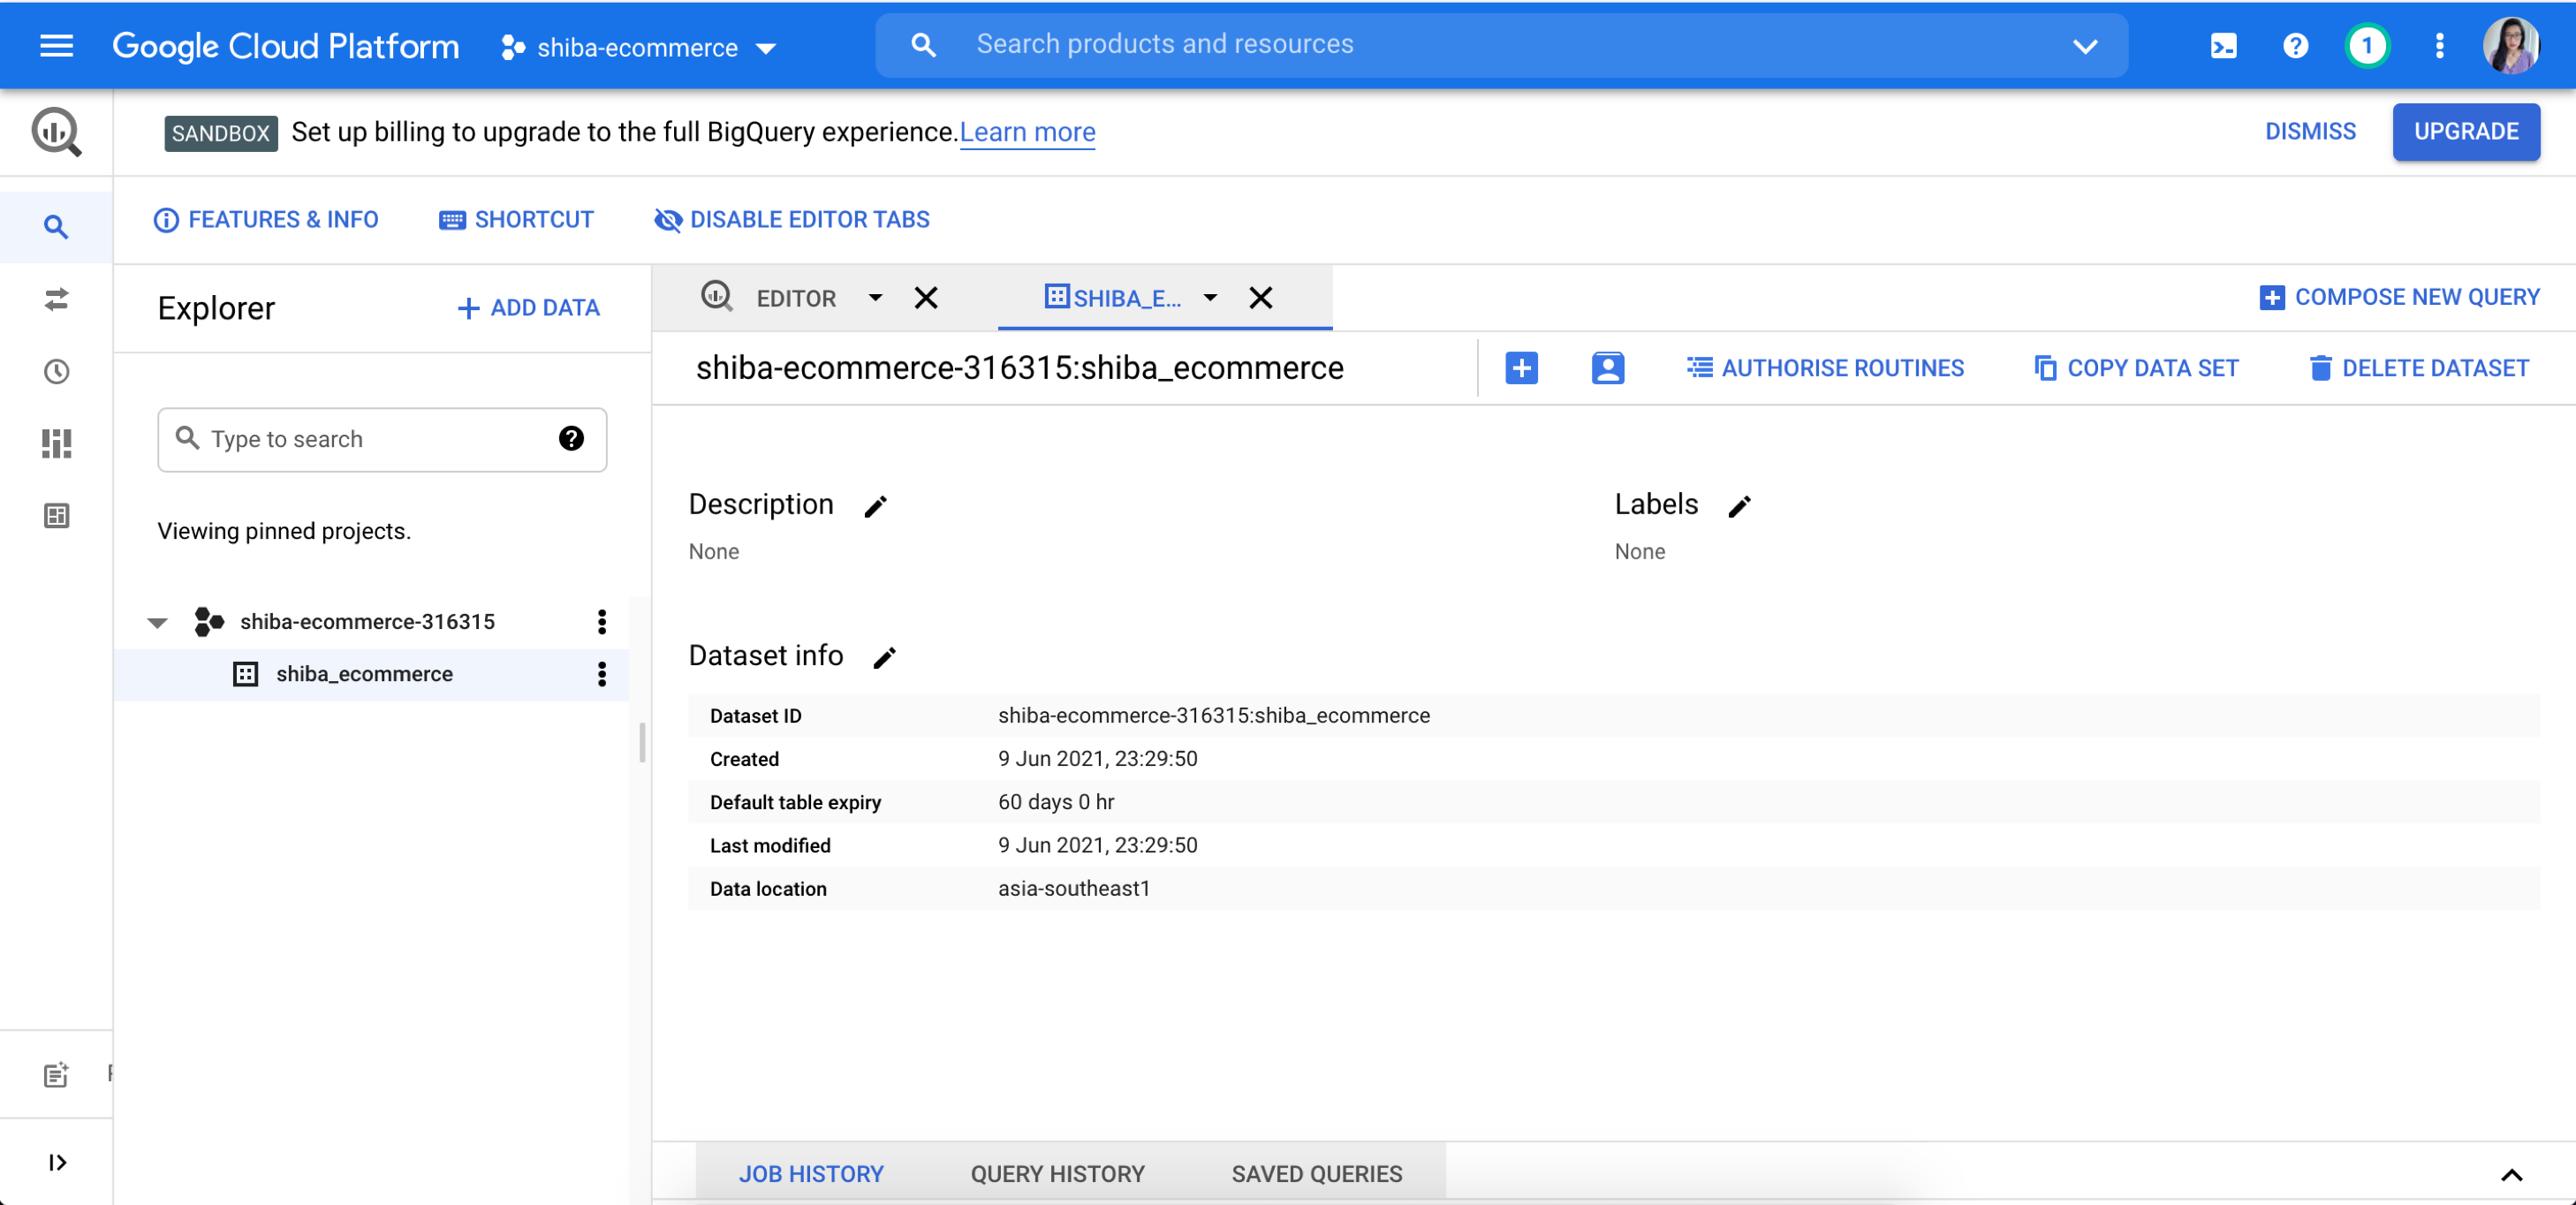 Google Cloud Platform
shiba-ecommerce
Search products and resources
1
SANDBOX Set up billing to upgrade to the full BigQuery experience.Learn more
DISMISS
UPGRADE
FEATURES & INFO
SHORTCUT
DISABLE EDITOR TABS
Explorer
+ ADD DATA
EDITOR
SHIBA_E...
COMPOSE NEW QUERY
shiba-ecommerce-316315:shiba_ecommerce
AUTHORISE ROUTINES
COPY DATA SET
DELETE DATASET
Type to search
Viewing pinned projects.
shiba-ecommerce-316315
shiba_ecommerce
Description
None
Labels
None
Dataset info
Dataset ID shiba-ecommerce-316315:shiba_ecommerce
Created 9 Jun 2021, 23:29:50
Default table expiry 60 days 0 hr
Last modified 9 Jun 2021, 23:29:50
Data location asia-southeast1
JOB HISTORY
QUERY HISTORY
SAVED QUERIES